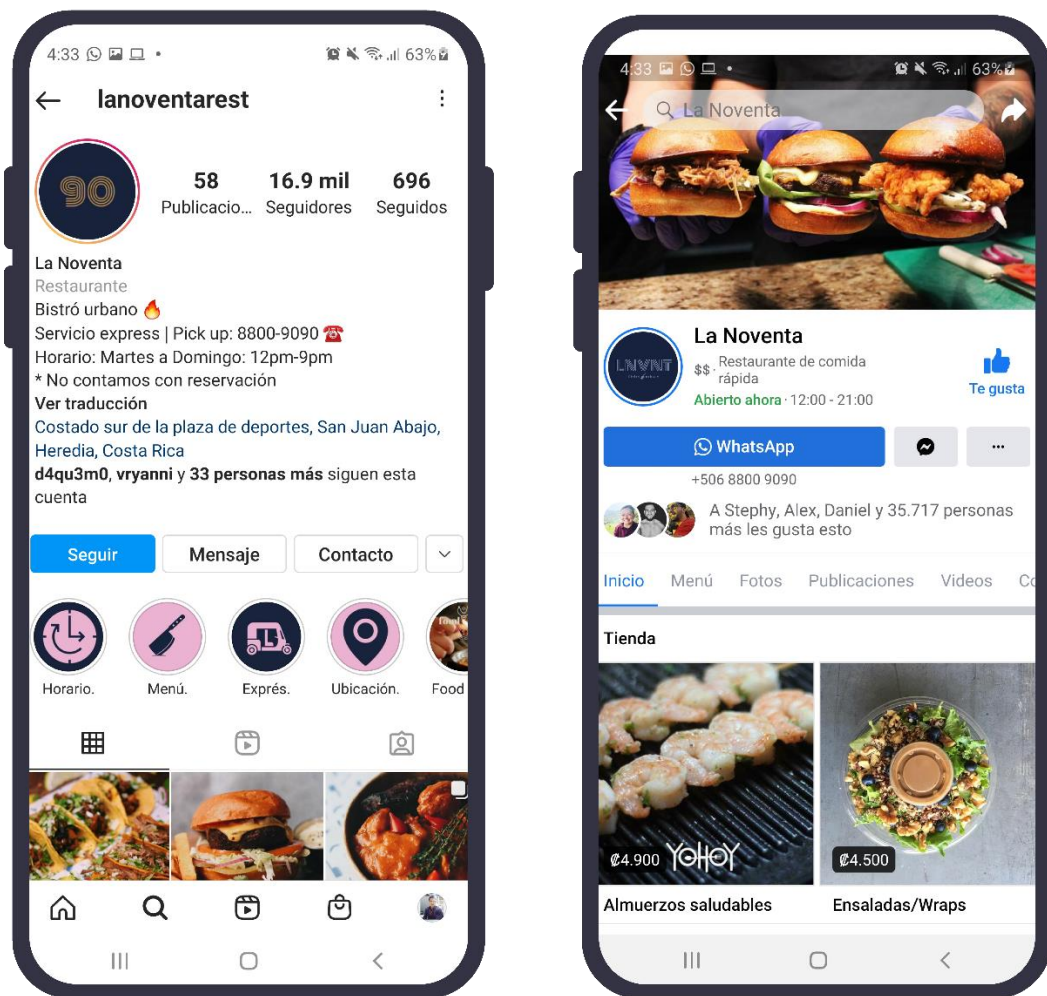 4:33
63%
lanoventarest
90
58 16.9 mil 696
Publicacio... Seguidores Seguidos
La Noventa
Restaurante
Bistró urbano 🔥
Servicio express | Pick up: 8800-9090 ☎️
Horario: Martes a Domingo: 12pm-9pm
* No contamos con reservación
Ver traducción
Costado sur de la plaza de deportes, San Juan Abajo,
Heredia, Costa Rica
d4qu3m0, vryanni y 33 personas más siguen esta
cuenta
Seguir Mensaje Contacto
Horario. Menú. Exprés. Ubicación. Food
4:33
63%
La Noventa
LNVNT
La Noventa
$$ · Restaurante de comida
rápida
Abierto ahora · 12:00 - 21:00
Te gusta
WhatsApp
+506 8800 9090
A Stephy, Alex, Daniel y 35.717 personas
más les gusta esto
Inicio Menú Fotos Publicaciones Videos Co
Tienda
₡4.900 YOHOY
₡4.500
Almuerzos saludables Ensaladas/Wraps